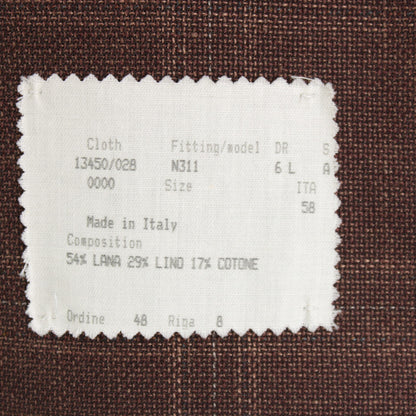 Cloth Fitting/model DR S
13450/028 N311 6 L A
0000 Size ITA
58
Made in Italy
Composition
54% LANA 29% LINO 17% COTONE
Ordine 48 Riga 8